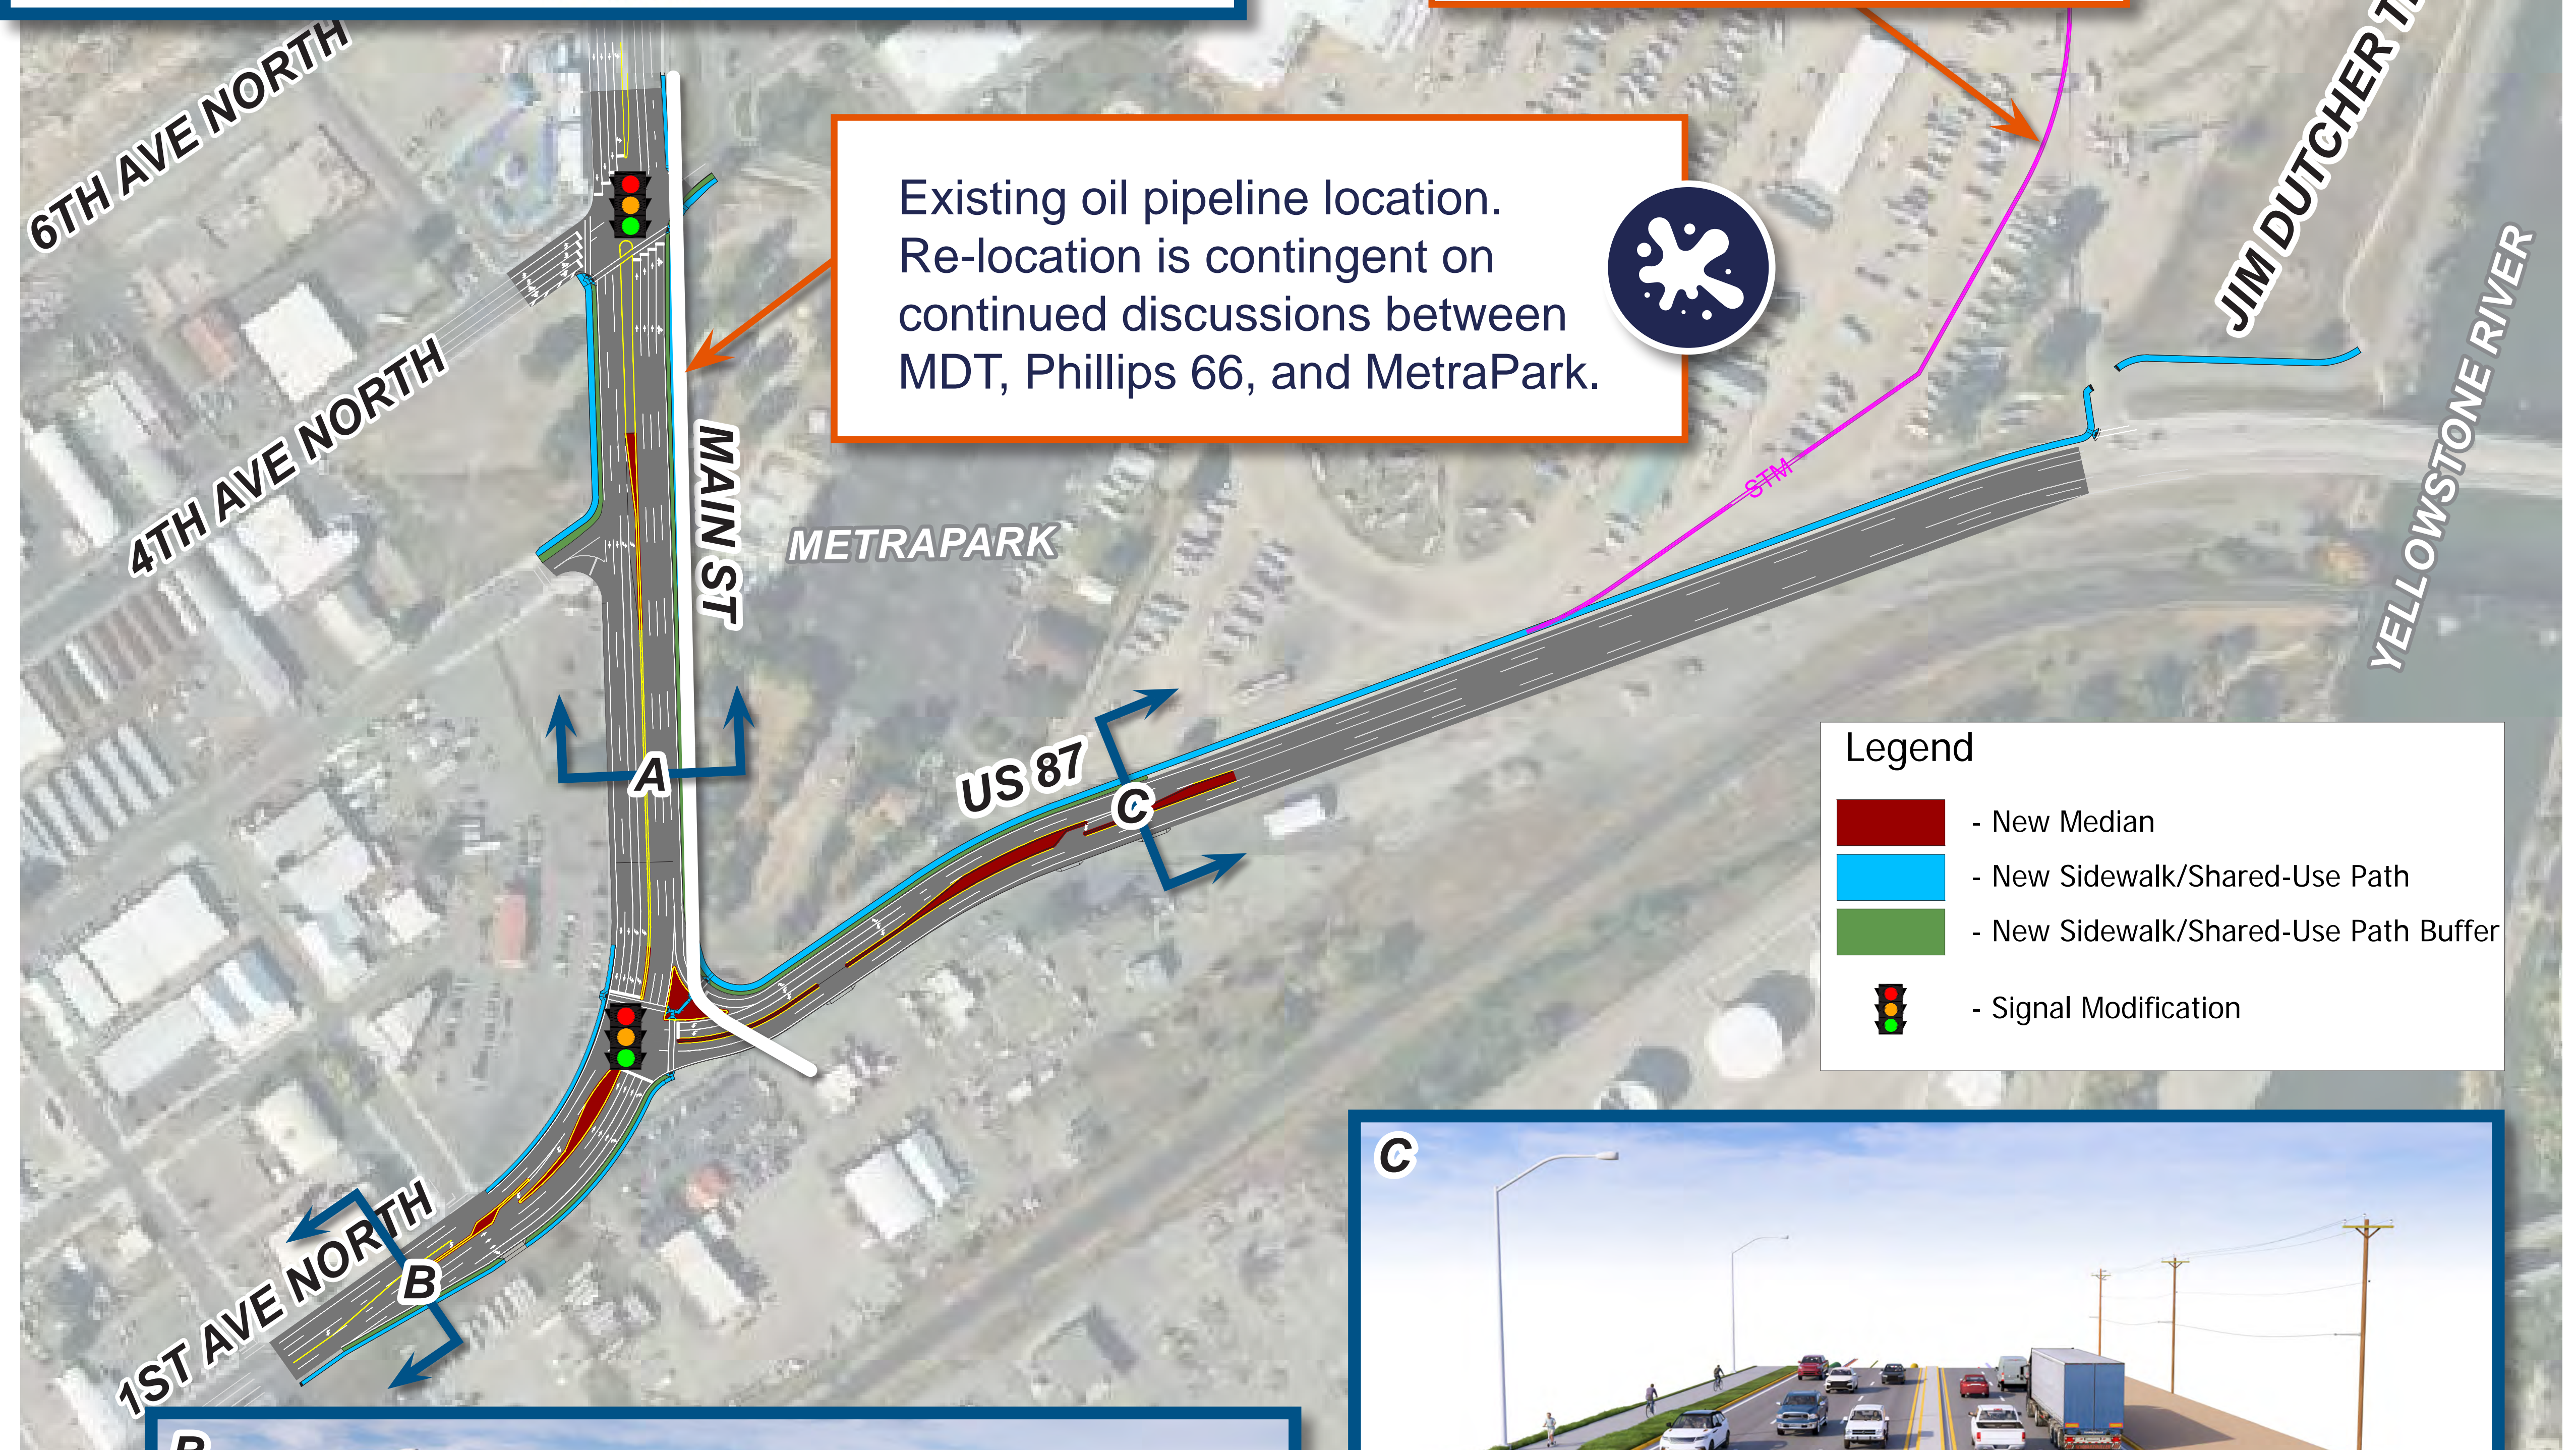 6TH AVE NORTH
JIM DUTCHER
Existing oil pipeline location.
Re-location is contingent on
continued discussions between
MDT, Phillips 66, and MetraPark.
4TH AVE NORTH
MAIN ST
METRAPARK
STM
YELLOWSTONE RIVER
A
US 87
C
Legend
- New Median
- New Sidewalk/Shared-Use Path
- New Sidewalk/Shared-Use Path Buffer
- Signal Modification
1ST AVE NORTH
B
C
B